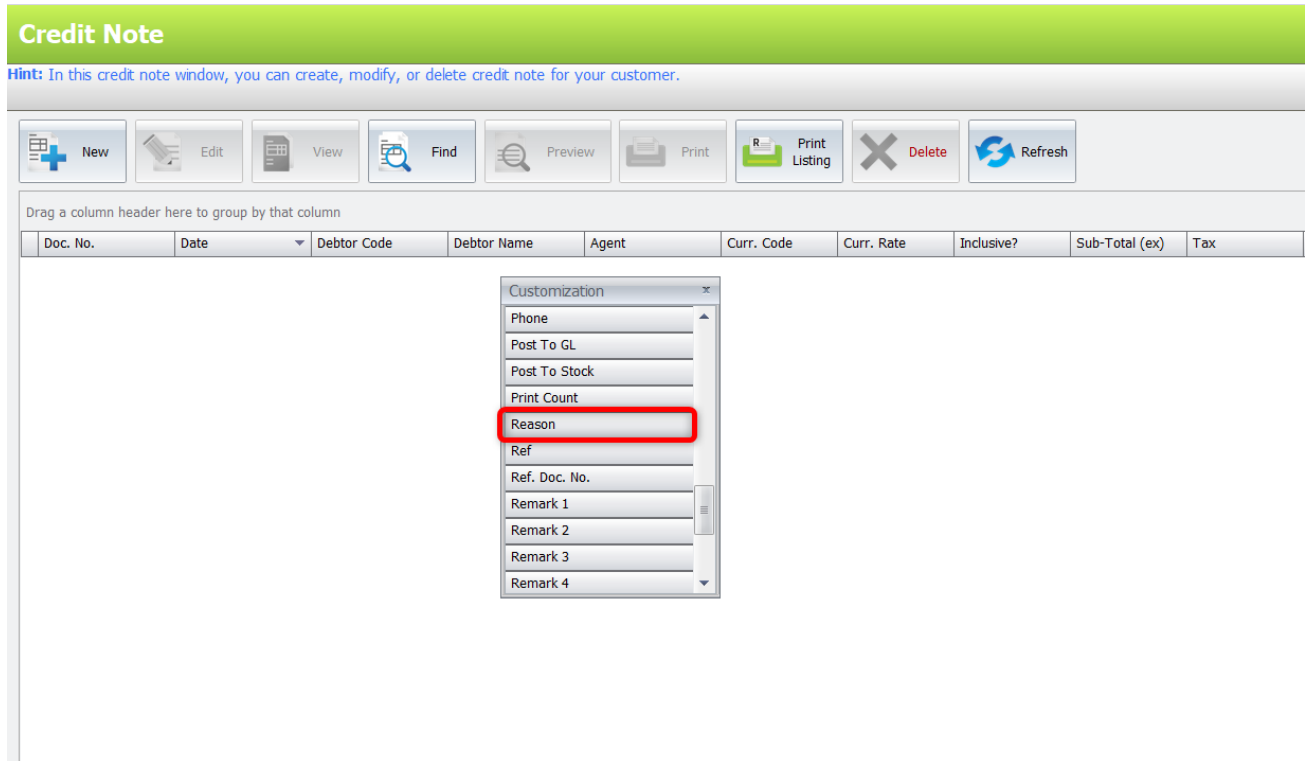 Credit Note
Hint: In this credit note window, you can create, modify, or delete credit note for your customer.
New
Edit
View
Find
Preview
Print
Print
Listing
Delete
Refresh
Drag a column header here to group by that column
Doc. No. Date Debtor Code Debtor Name Agent Curr. Code Curr. Rate Inclusive? Sub-Total (ex) Tax
Customization x
Phone
Post To GL
Post To Stock
Print Count
Reason
Ref
Ref. Doc. No.
Remark 1
Remark 2
Remark 3
Remark 4